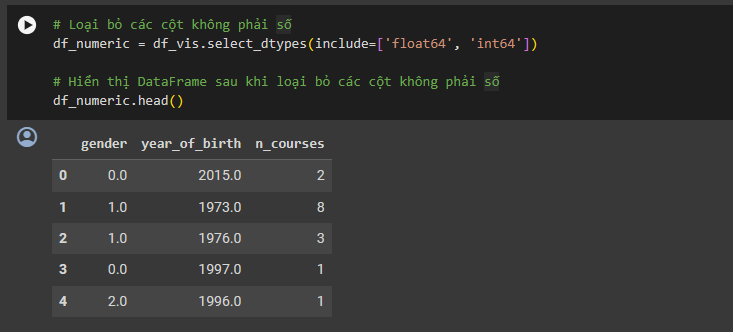 # Loại bỏ các cột không phải số
df_numeric = df_vis.select_dtypes(include=['float64', 'int64'])
# Hiển thị DataFrame sau khi loại bỏ các cột không phải số
df_numeric.head()
gender year_of_birth n_courses
0 0.0 2015.0 2
1 1.0 1973.0 8
2 1.0 1976.0 3
3 0.0 1997.0 1
4 2.0 1996.0 1